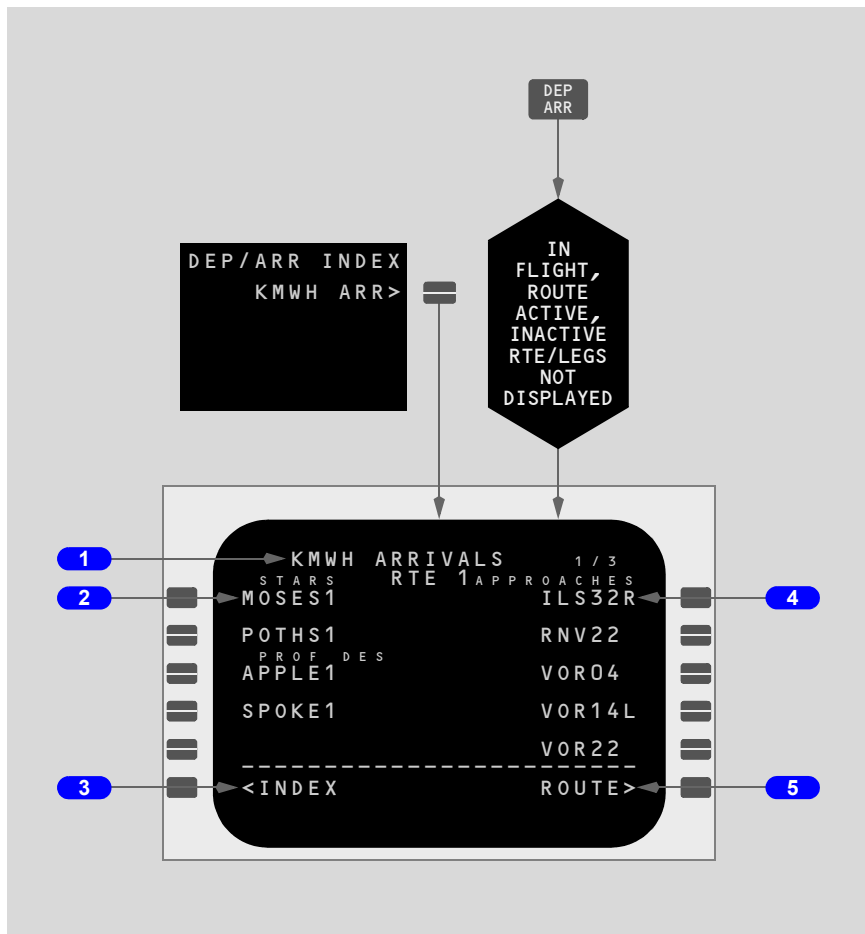 DEP
ARR
DEP/ARR INDEX
KMWH ARR>
IN
FLIGHT,
ROUTE
ACTIVE,
INACTIVE
RTE/LEGS
NOT
DISPLAYED
1
KMWH ARRIVALS 1/3
STARS RTE 1 APPROACHES
2
MOSES1 ILS32R
4
POTHS1 RNV22
PROF DES
APPLE1 VOR04
SPOKE1 VOR14L
VOR22
------------------------
3
<INDEX ROUTE>
5